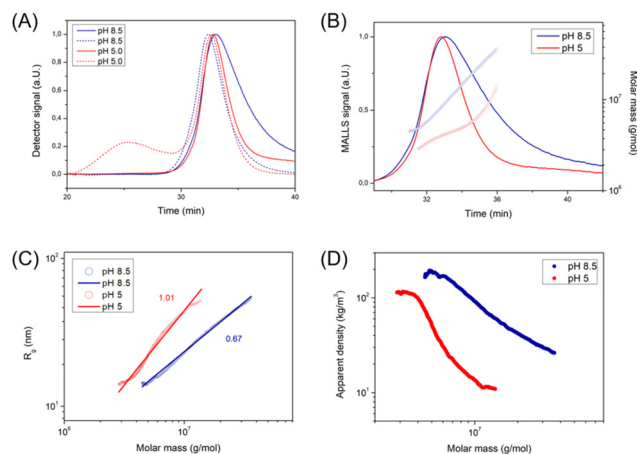 (A)
pH 8.5
pH 8.5
pH 5.0
pH 5.0
Detector signal (a.U.)
1,0
0,8
0,6
0,4
0,2
0,0
20
30
40
Time (min)
(B)
pH 8.5
pH 5
MALLS signal (a.U.)
1,0
0,5
0,0
32
36
40
Time (min)
10⁷
10⁶
Molar mass (g/mol)
(C)
pH 8.5
pH 8.5
pH 5
pH 5
1.01
0.67
Rg (nm)
10²
10¹
10⁶
10⁷
Molar mass (g/mol)
(D)
pH 8.5
pH 5
Apparent density (kg/m³)
10²
10¹
10⁷
Molar mass (g/mol)